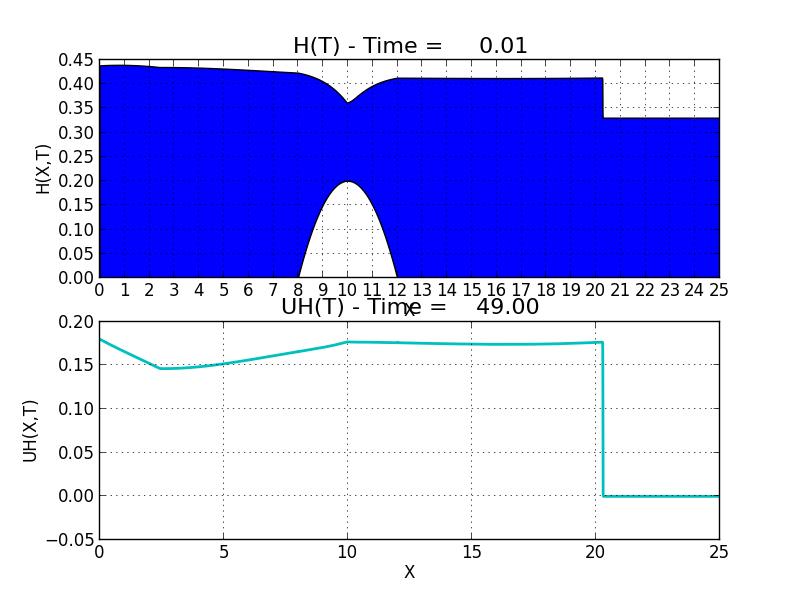 H(T) - Time =     0.01
0.45
0.40
0.35
0.30
0.25
0.20
0.15
0.10
0.05
0.00
H(X,T)
0 1 2 3 4 5 6 7 8 9 10 11 12 13 14 15 16 17 18 19 20 21 22 23 24 25
X
UH(T) - Time =     49.00
0.20
0.15
0.10
0.05
0.00
−0.05
UH(X,T)
0 5 10 15 20 25
X